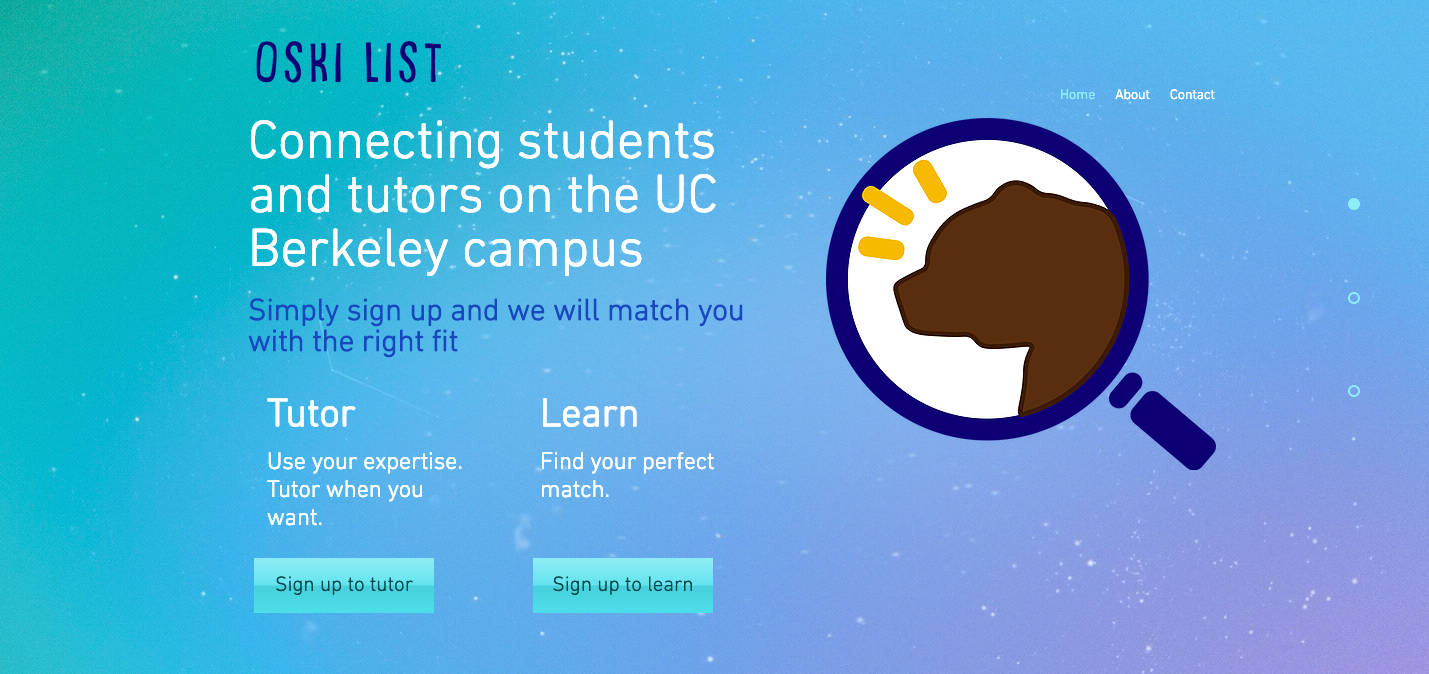 OSKI LIST
Home About Contact
Connecting students
and tutors on the UC
Berkeley campus
Simply sign up and we will match you
with the right fit
Tutor
Use your expertise.
Tutor when you
want.
Sign up to tutor
Learn
Find your perfect
match.
Sign up to learn